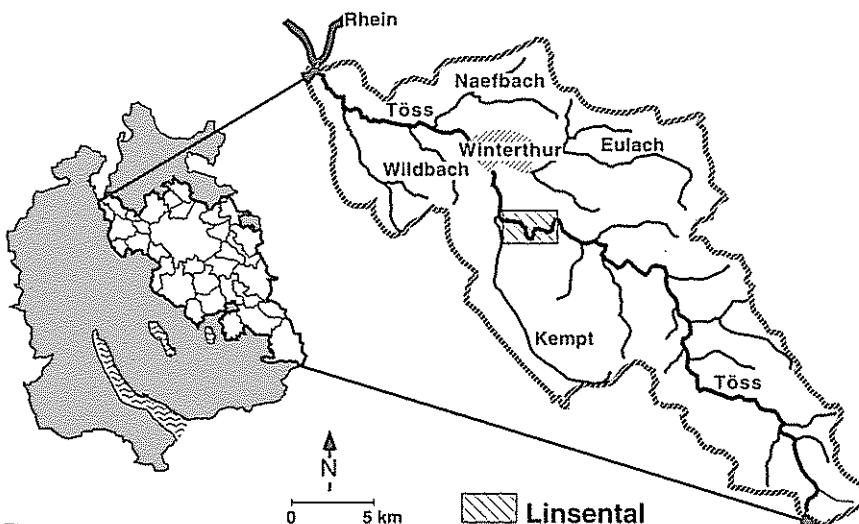 Rhein
Naefbach
Töss
Winterthur
Eulach
Wildbach
Kempt
Töss
N
0 5 km
Linsental